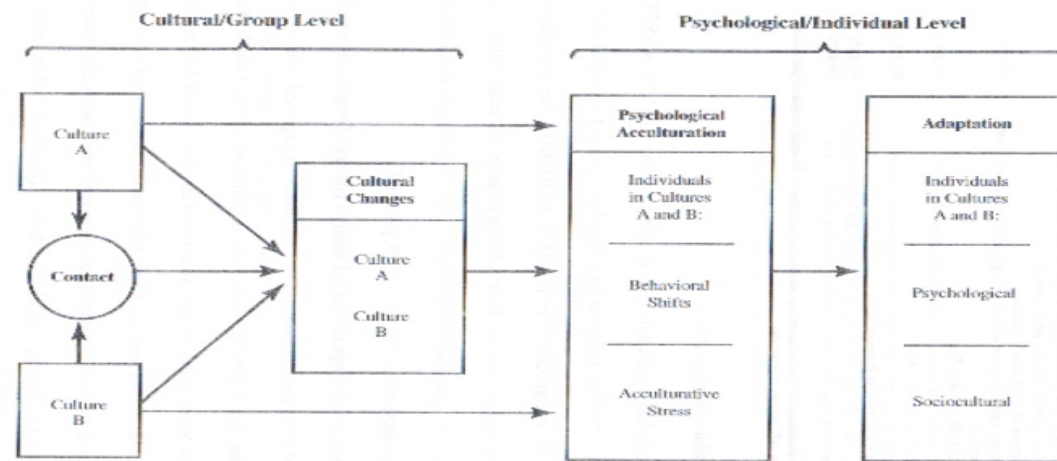 Cultural/Group Level
Psychological/Individual Level
Culture
A
Contact
Culture
B
Cultural
Changes
Culture
A
Culture
B
Psychological
Acculturation
Individuals
in Cultures
A and B:
Behavioral
Shifts
Acculturative
Stress
Adaptation
Individuals
in Cultures
A and B:
Psychological
Sociocultural